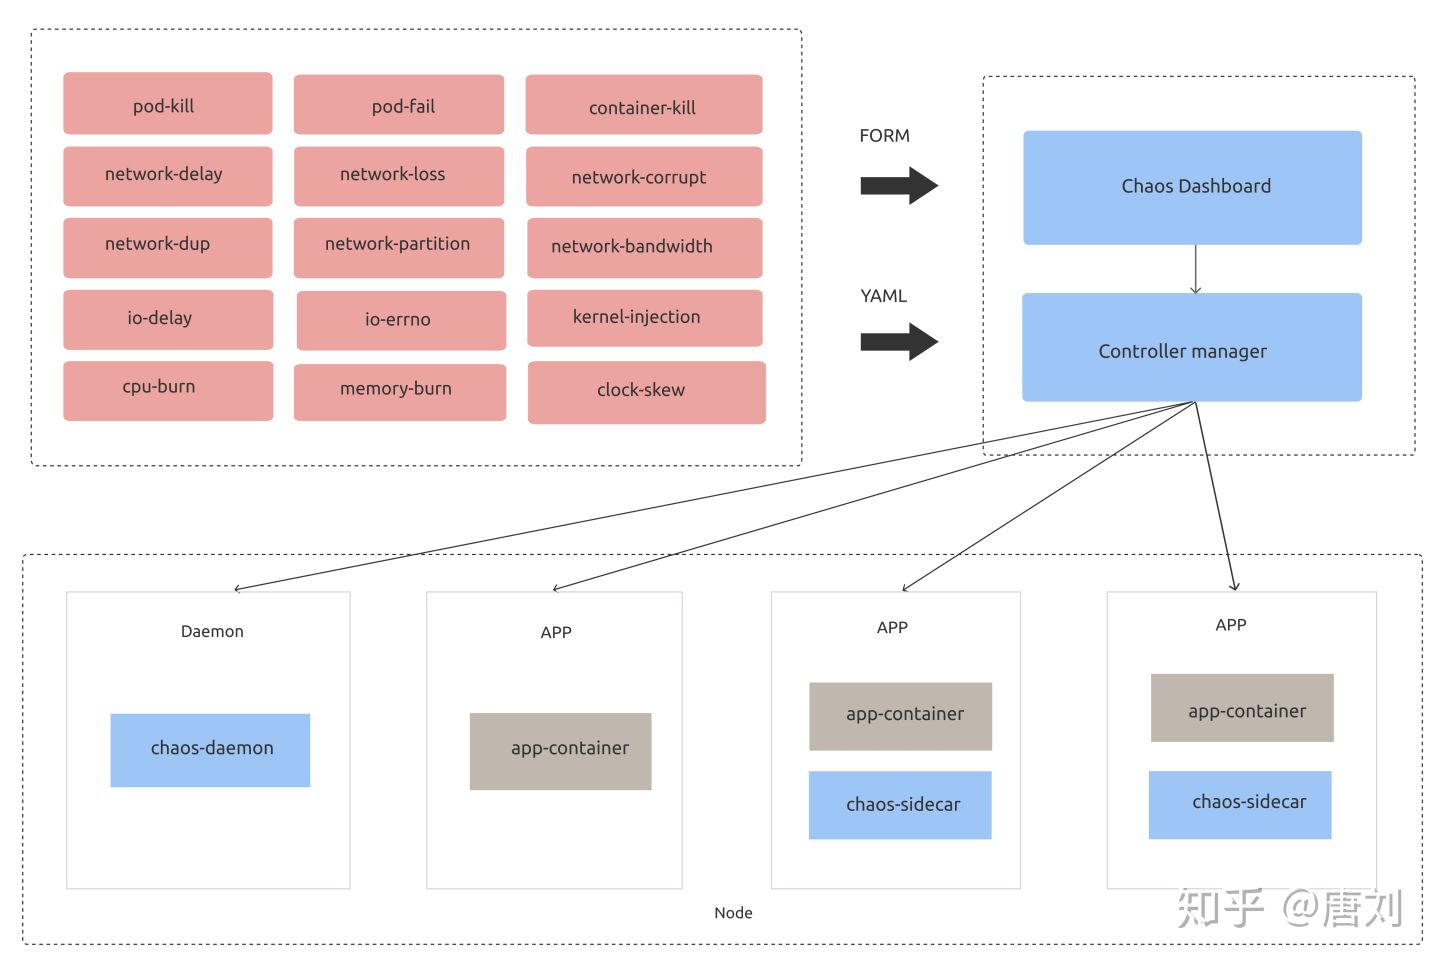 pod-kill
pod-fail
container-kill
network-delay
network-loss
network-corrupt
network-dup
network-partition
network-bandwidth
io-delay
io-errno
kernel-injection
cpu-burn
memory-burn
clock-skew
FORM
YAML
Chaos Dashboard
Controller manager
Daemon
chaos-daemon
APP
app-container
APP
app-container
chaos-sidecar
APP
app-container
chaos-sidecar
Node
知乎 @唐刘